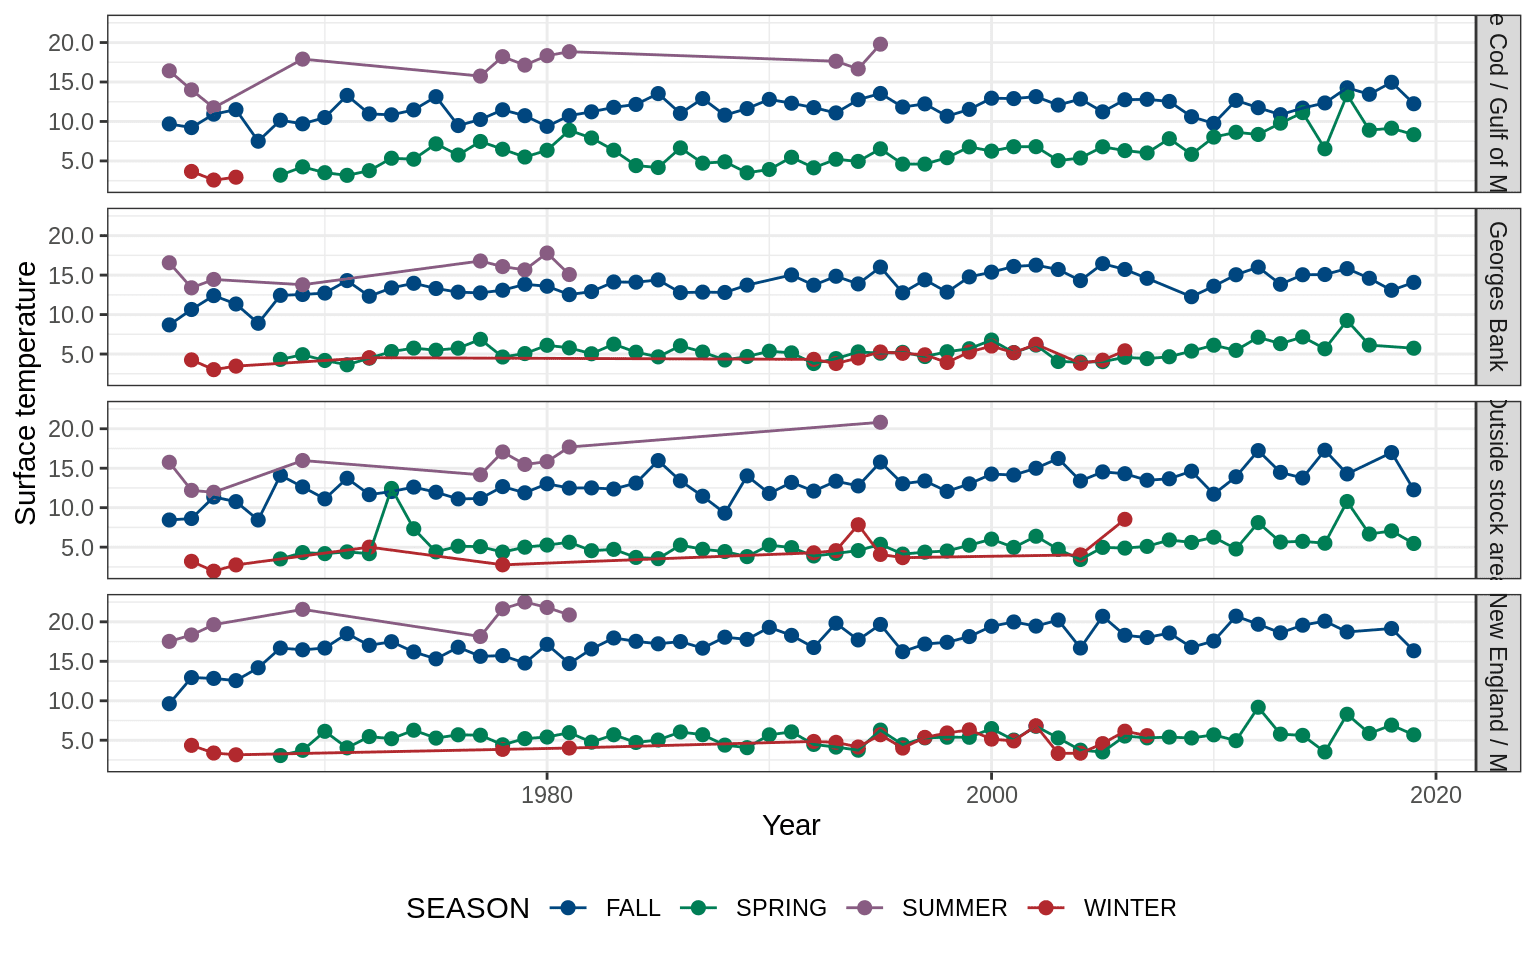 Surface temperature
20.0
15.0
10.0
5.0
e Cod / Gulf of M
20.0
15.0
10.0
5.0
Georges Bank
20.0
15.0
10.0
5.0
Outside stock area
20.0
15.0
10.0
5.0
New England / M
1980
2000
2020
Year
SEASON FALL SPRING SUMMER WINTER